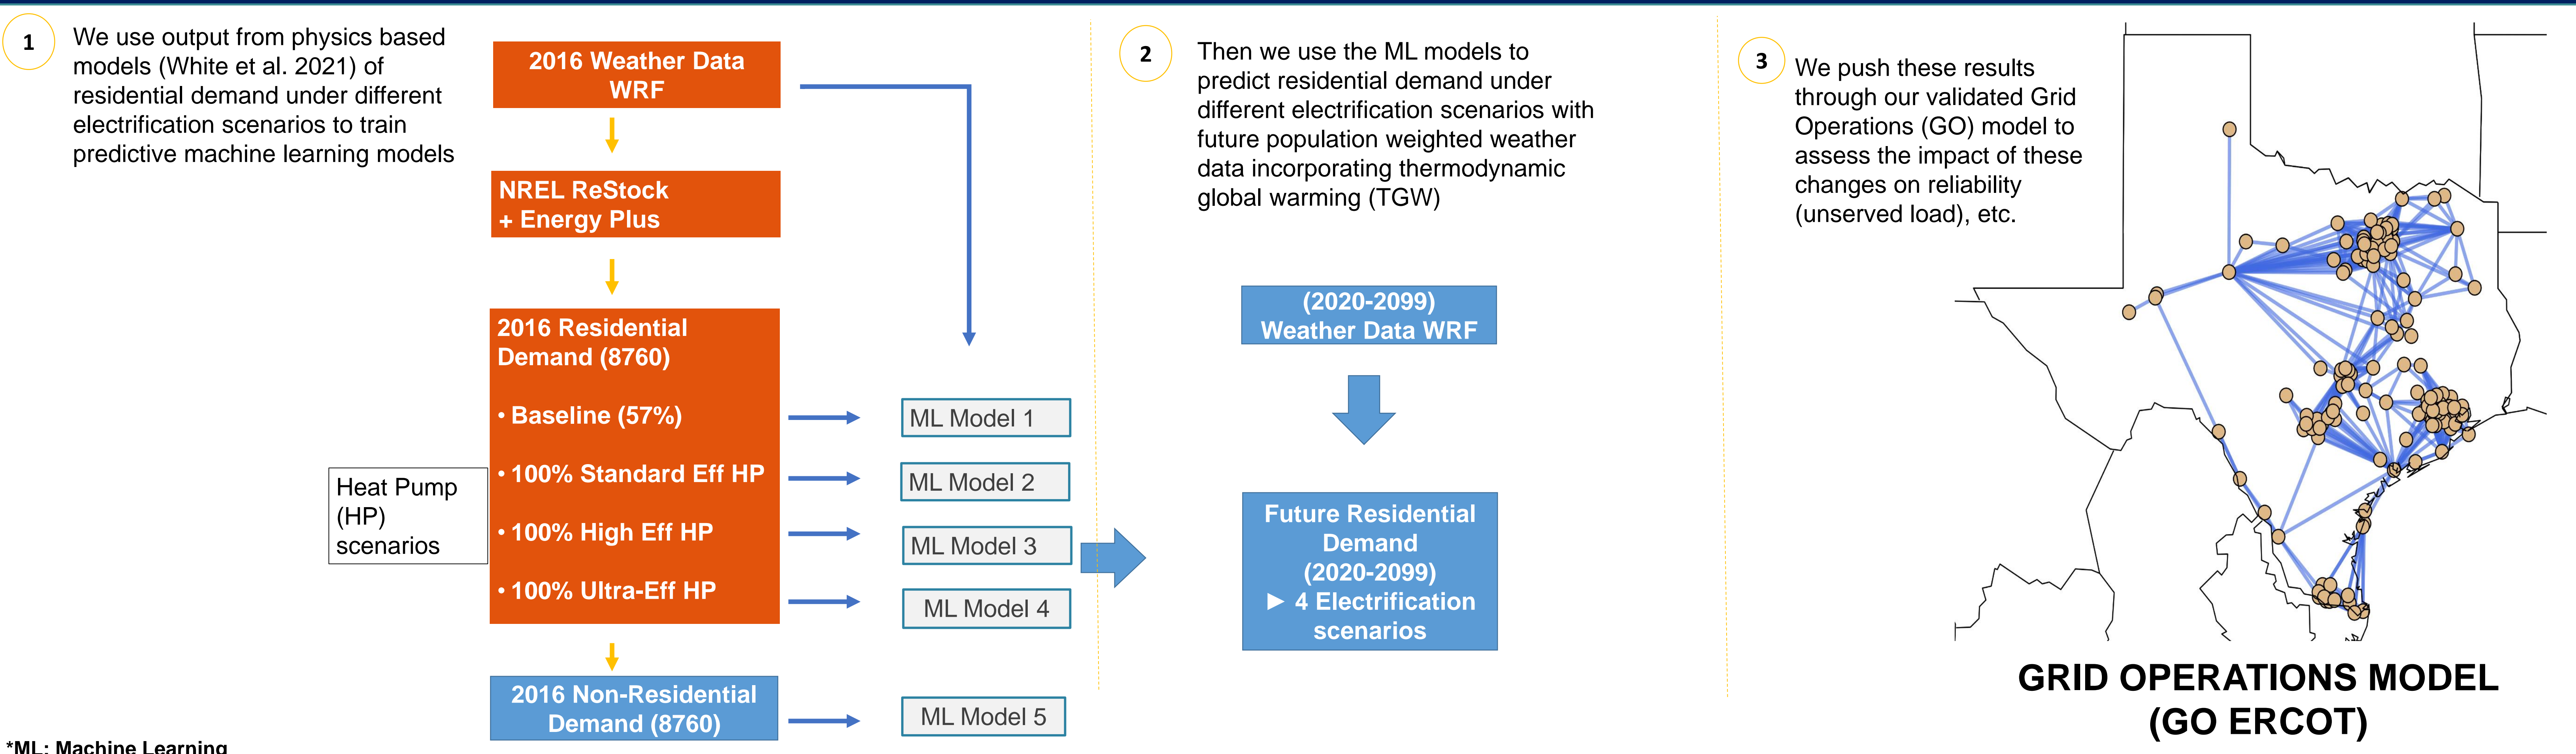 1
We use output from physics based
models (White et al. 2021) of
residential demand under different
electrification scenarios to train
predictive machine learning models
2016 Weather Data
WRF
NREL ReStock
+ Energy Plus
2016 Residential
Demand (8760)
• Baseline (57%)
• 100% Standard Eff HP
• 100% High Eff HP
• 100% Ultra-Eff HP
Heat Pump
(HP)
scenarios
2016 Non-Residential
Demand (8760)
ML Model 1
ML Model 2
ML Model 3
ML Model 4
ML Model 5
*ML: Machine Learning
2
Then we use the ML models to
predict residential demand under
different electrification scenarios with
future population weighted weather
data incorporating thermodynamic
global warming (TGW)
(2020-2099)
Weather Data WRF
Future Residential
Demand
(2020-2099)
► 4 Electrification
scenarios
3
We push these results
through our validated Grid
Operations (GO) model to
assess the impact of these
changes on reliability
(unserved load), etc.
GRID OPERATIONS MODEL
(GO ERCOT)